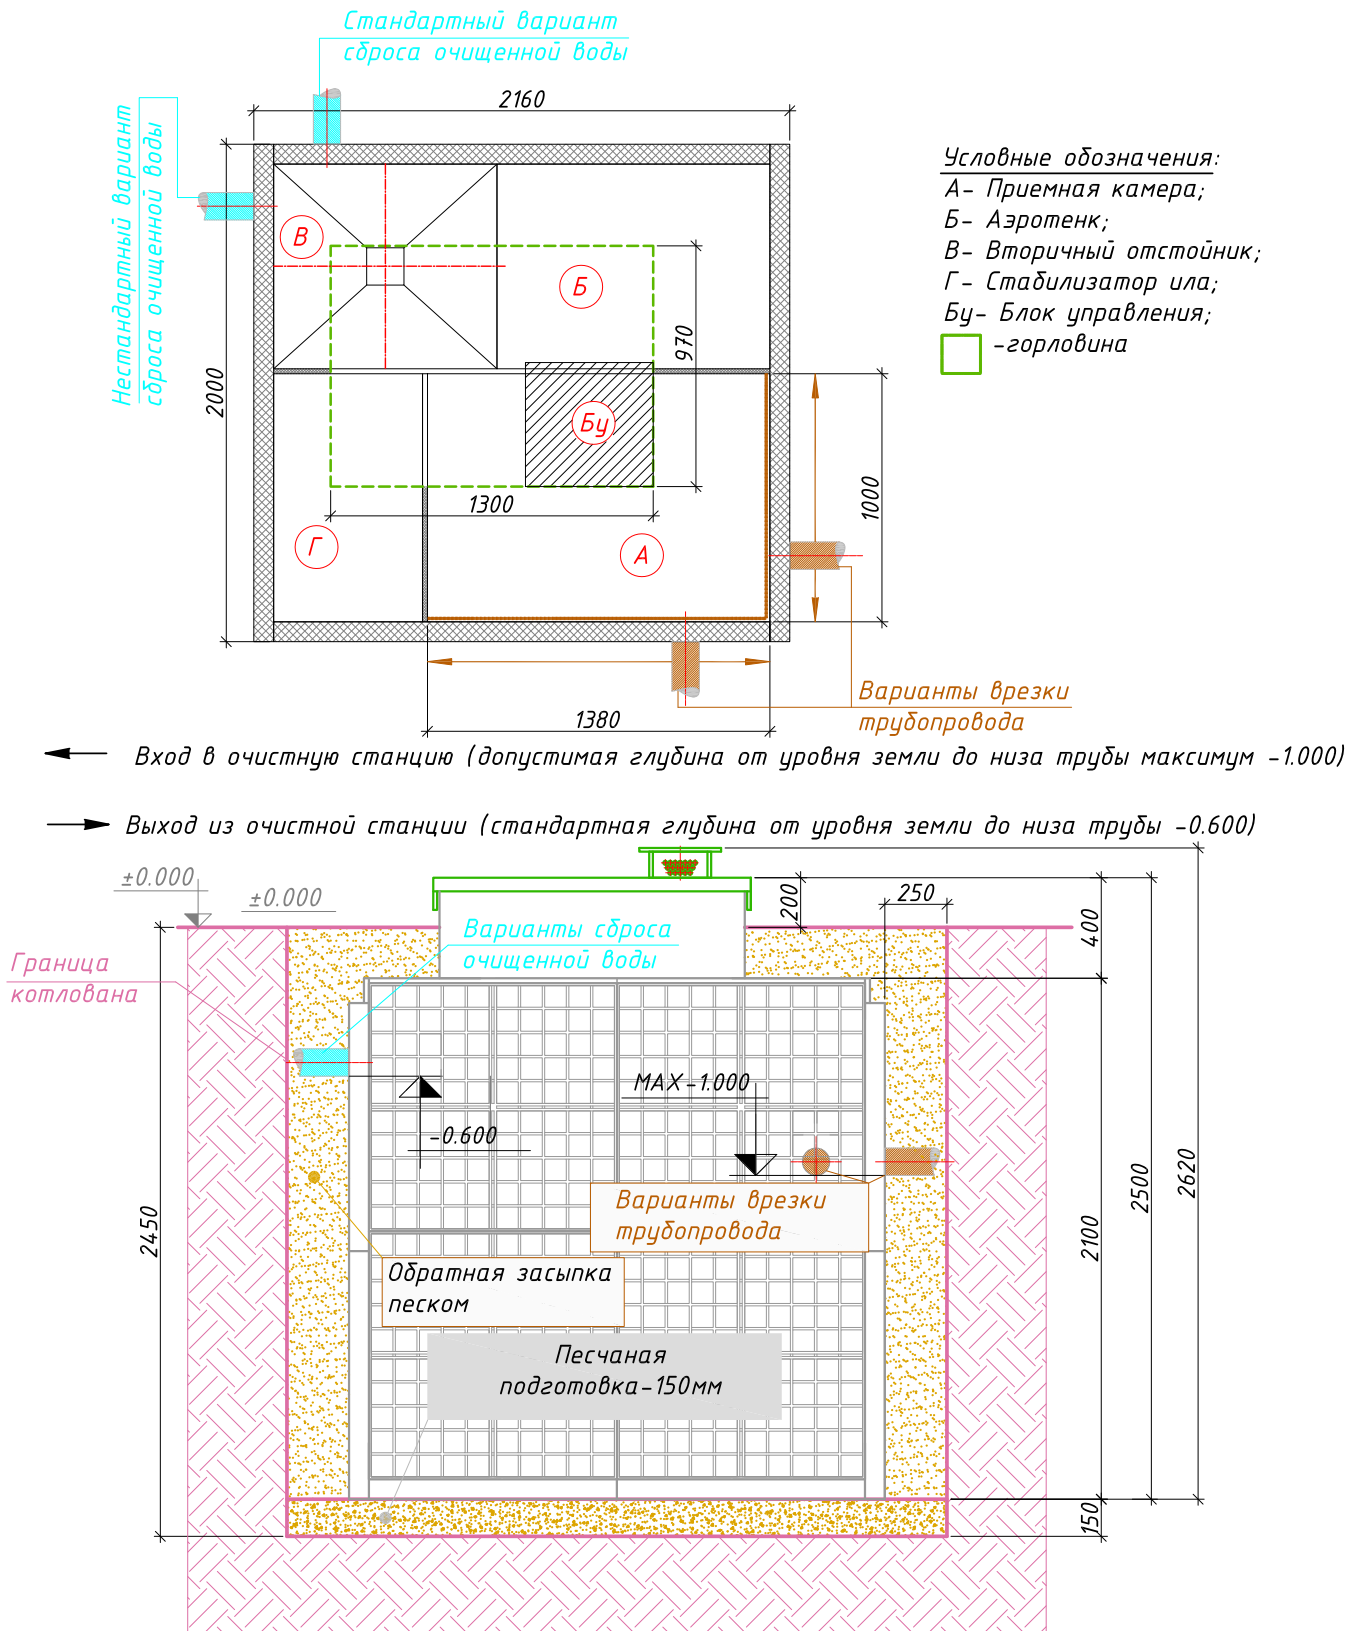 Стандартный вариант
сброса очищенной воды
2160
Нестандартный вариант
сброса очищенной воды
Условные обозначения:
А- Приемная камера;
Б- Аэротенк;
В- Вторичный отстойник;
Г- Стабилизатор ила;
Бу- Блок управления;
-горловина
В
Б
970
2000
Бу
1300
1000
Г
А
Варианты врезки
трубопровода
1380
Вход в очистную станцию (допустимая глубина от уровня земли до низа трубы максимум -1.000)
Выход из очистной станции (стандартная глубина от уровня земли до низа трубы -0.600)
±0.000
±0.000
200
250
400
Варианты сброса
очищенной воды
Граница
котлована
MAX-1.000
-0.600
2450
2100
2500
2620
Варианты врезки
трубопровода
Обратная засыпка
песком
Песчаная
подготовка-150мм
150